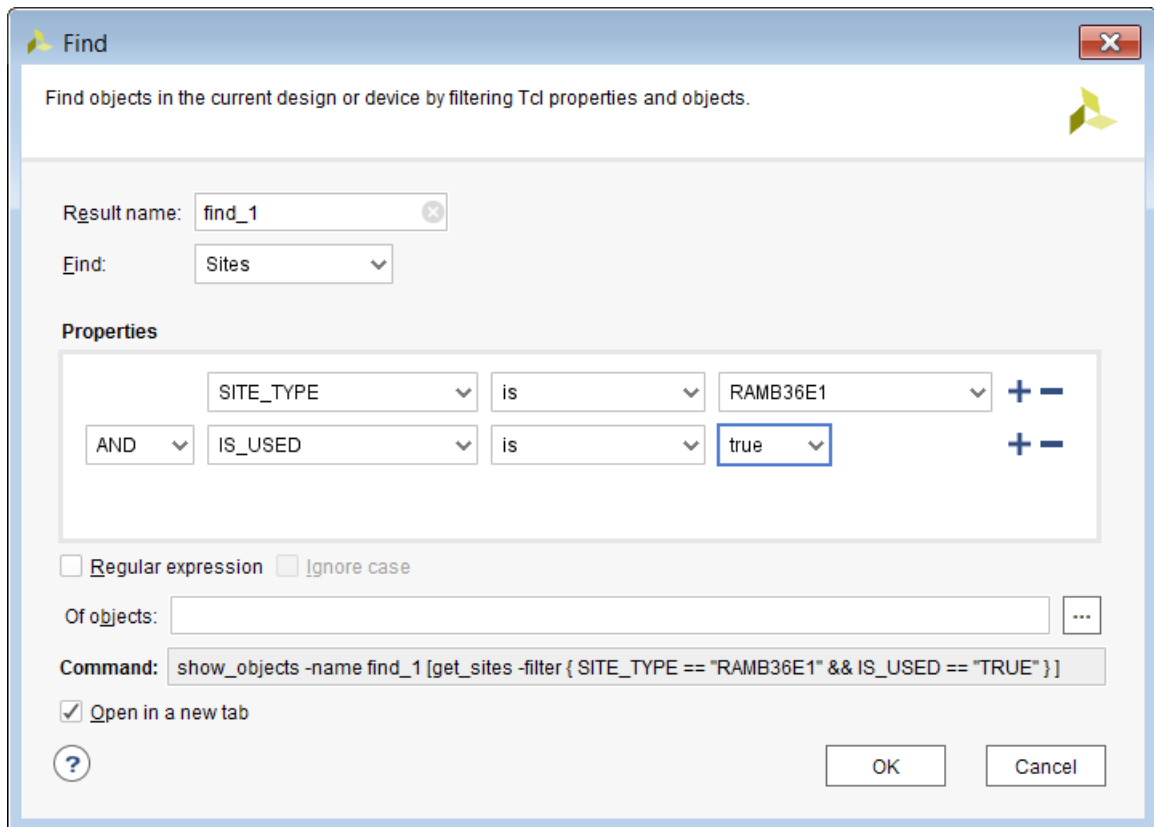 Find
Find objects in the current design or device by filtering Tcl properties and objects.
Result name: find_1
Find: Sites
Properties
SITE_TYPE is RAMB36E1
AND IS_USED is true
Regular expression Ignore case
Of objects: ...
Command: show_objects -name find_1 [get_sites -filter { SITE_TYPE == "RAMB36E1" && IS_USED == "TRUE" } ]
Open in a new tab
? OK Cancel